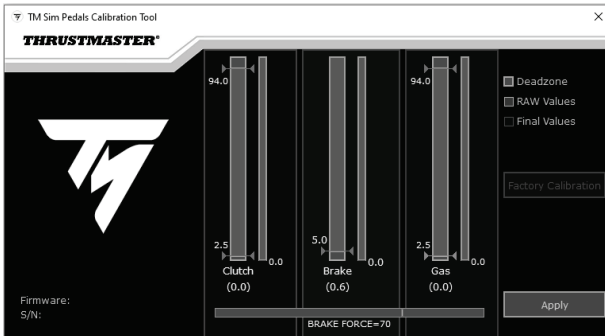 TM Sim Pedals Calibration Tool
THRUSTMASTER®
94.0
94.0
Deadzone
RAW Values
Final Values
Factory Calibration
2.5
5.0
2.5
0.0
0.0
0.0
Clutch
Brake
Gas
(0.0)
(0.6)
(0.0)
Firmware:
S/N:
Apply
BRAKE FORCE=70